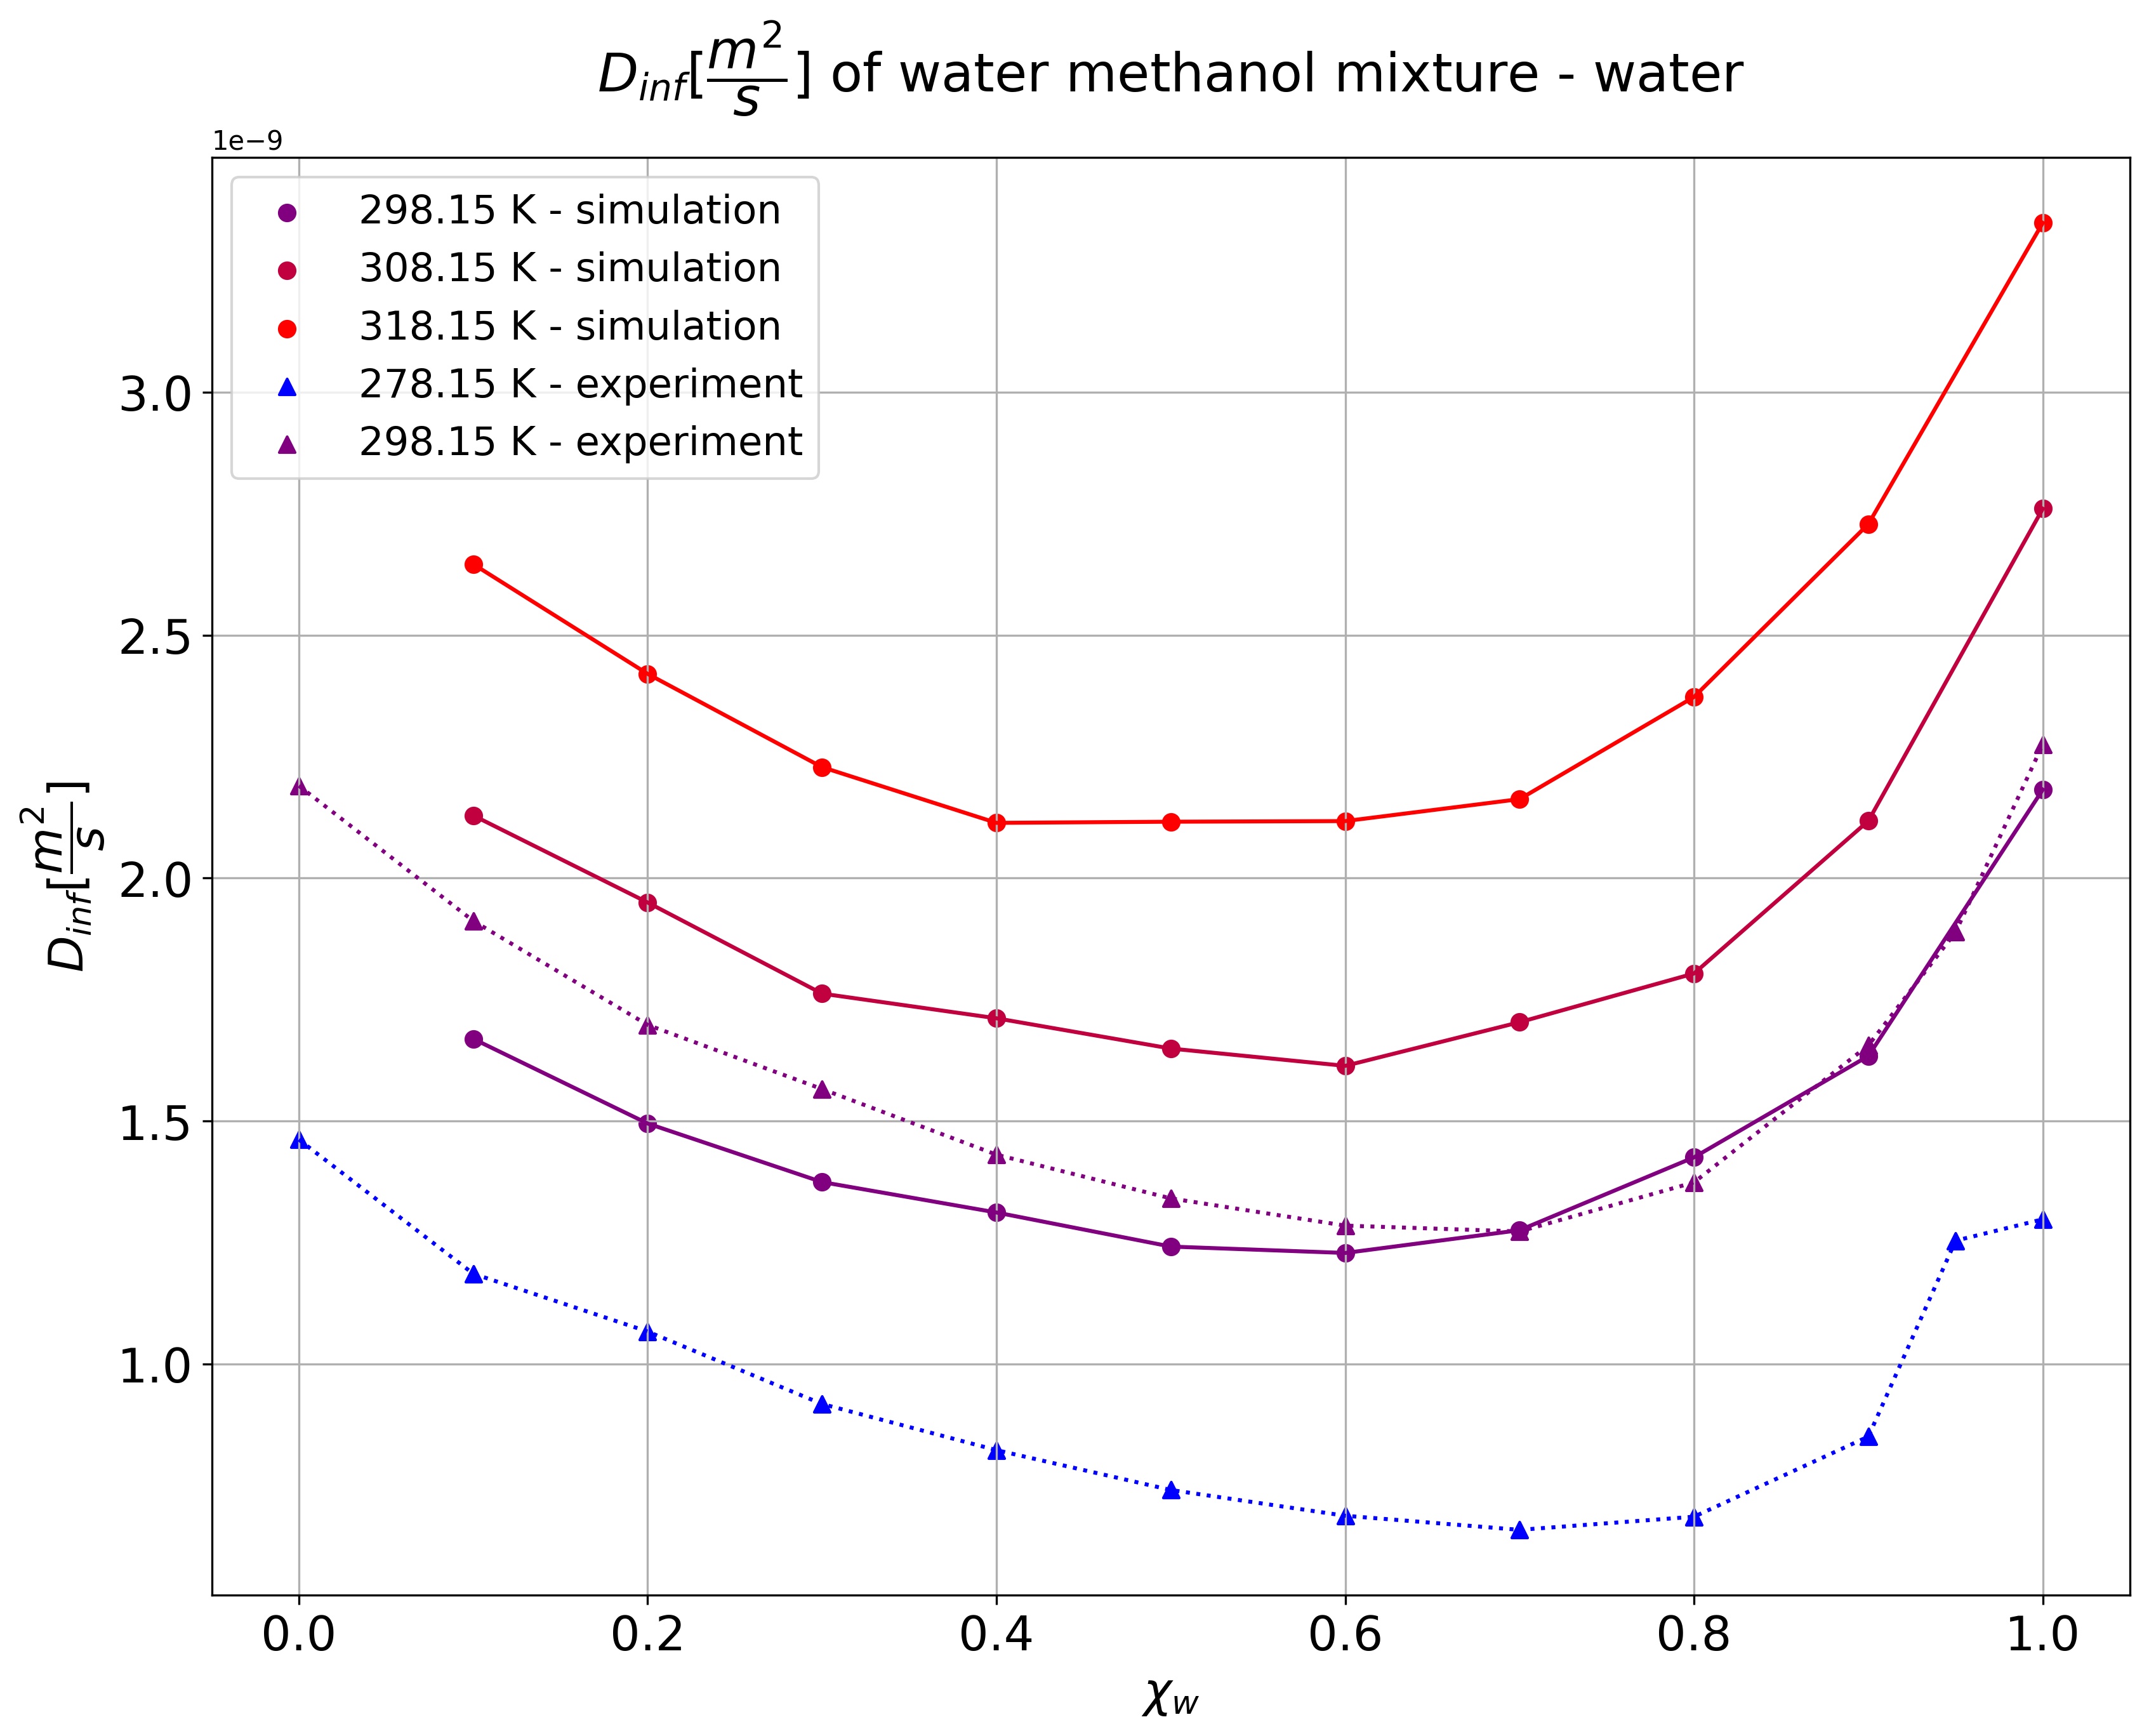 D_inf[m²/s] of water methanol mixture - water
1e−9
298.15 K - simulation
308.15 K - simulation
318.15 K - simulation
278.15 K - experiment
298.15 K - experiment
3.0
2.5
2.0
1.5
1.0
D_inf[m²/s]
0.0 0.2 0.4 0.6 0.8 1.0
χ_w